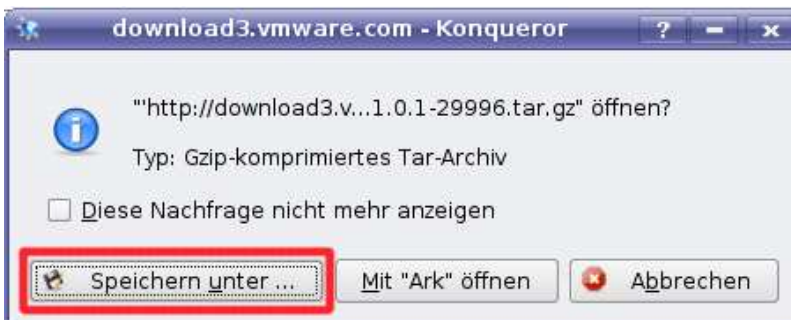 download3.vmware.com - Konqueror
"'http://download3.v...1.0.1-29996.tar.gz" öffnen?
Typ: Gzip-komprimiertes Tar-Archiv
Diese Nachfrage nicht mehr anzeigen
Speichern unter ... Mit "Ark" öffnen Abbrechen